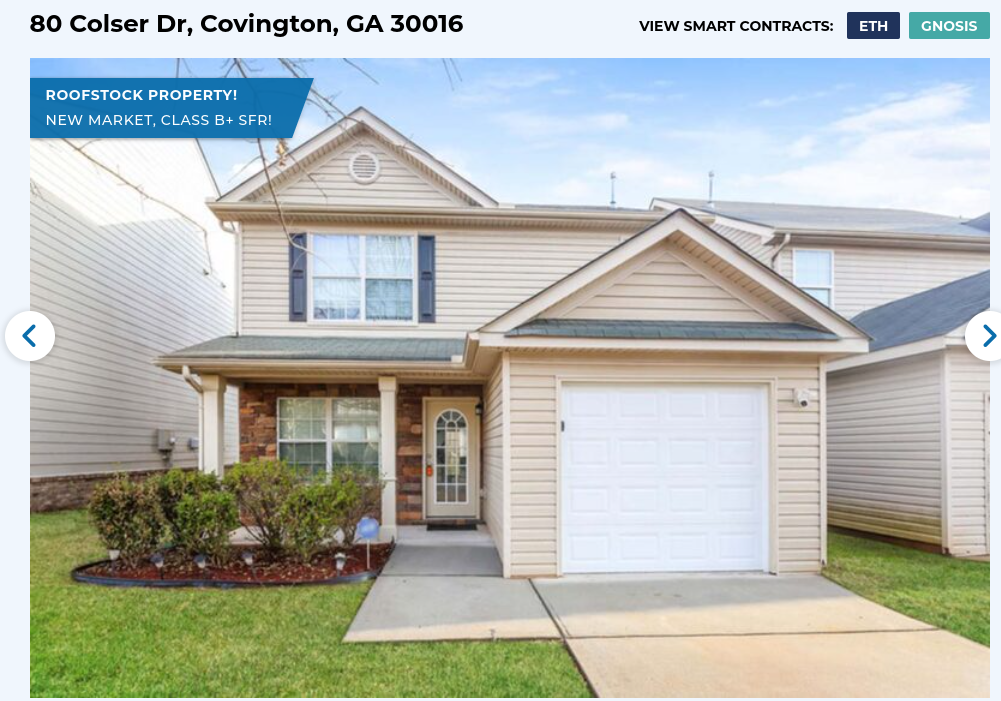 80 Colser Dr, Covington, GA 30016
VIEW SMART CONTRACTS: ETH GNOSIS
ROOFSTOCK PROPERTY!
NEW MARKET, CLASS B+ SFR!